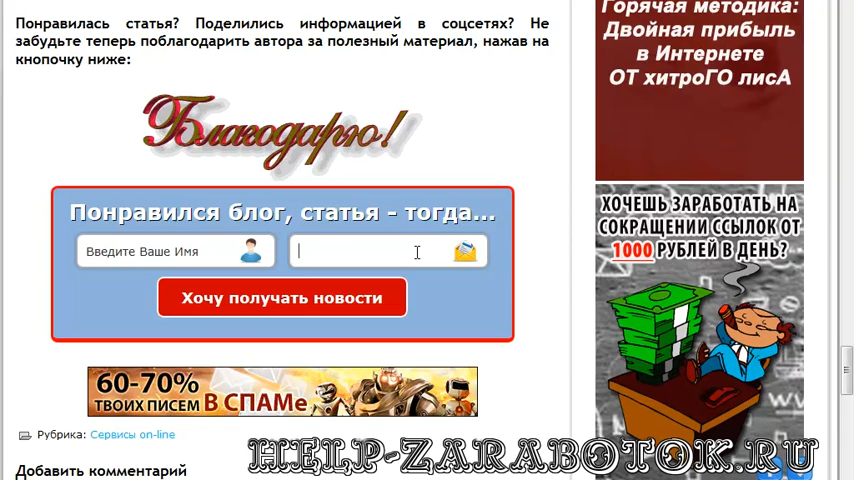 Понравилась статья? Поделились информацией в соцсетях? Не
забудьте теперь поблагодарить автора за полезный материал, нажав на
кнопочку ниже:
Благодарю!
Понравился блог, статья - тогда...
Введите Ваше Имя
Хочу получать новости
60-70%
ТВОИХ ПИСЕМ В СПАМе
Рубрика: Сервисы on-line
Добавить комментарий
Горячая методика:
Двойная прибыль
в Интернете
ОТ хитроГО лисА
ХОЧЕШЬ ЗАРАБОТАТЬ НА
СОКРАЩЕНИИ ССЫЛОК ОТ
1000 РУБЛЕЙ В ДЕНЬ?
HELP-ZARABOTOK.RU